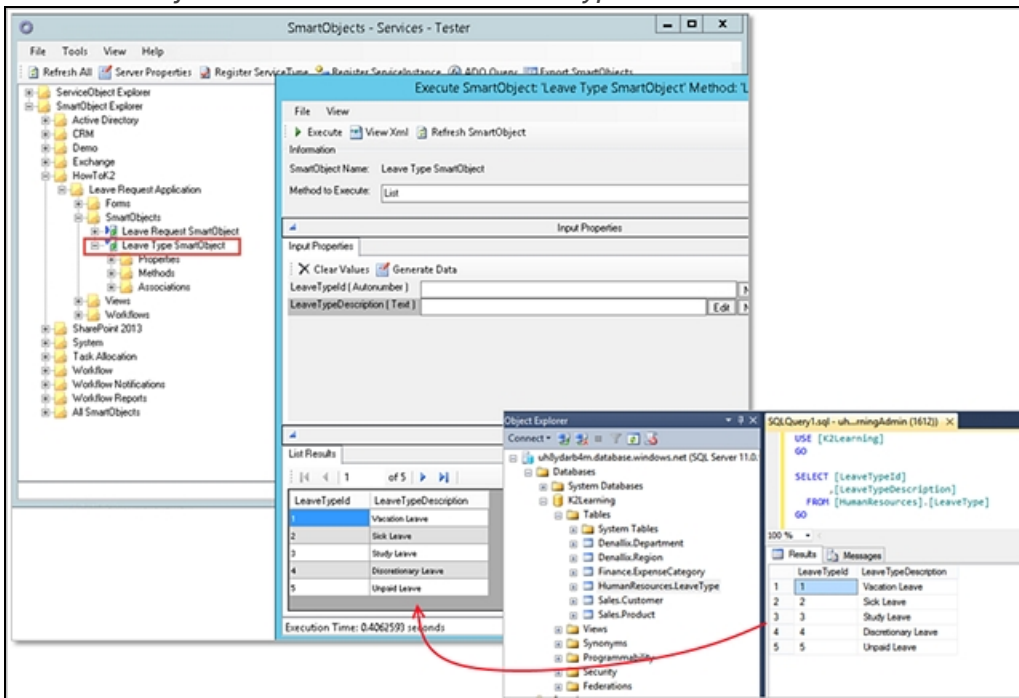 SmartObjects - Services - Tester
File Tools View Help
Refresh All Server Properties Register ServiceType Register ServiceInstance ADO Query Export SmartObjects
ServiceObject Explorer
SmartObject Explorer
Active Directory
CRM
Demo
Exchange
HowToK2
Leave Request Application
Forms
SmartObjects
Leave Request SmartObject
Leave Type SmartObject
Properties
Methods
Associations
Views
Workflows
SharePoint 2013
System
Task Allocation
Workflow
Workflow Notifications
Workflow Reports
All SmartObjects
Execute SmartObject: 'Leave Type SmartObject' Method: 'L
File View
Execute View Xml Refresh SmartObject
Information
SmartObject Name: Leave Type SmartObject
Method to Execute: List
Input Properties
Input Properties
Clear Values Generate Data
LeaveTypeId ( Autonumber )
LeaveTypeDescription ( Text ) Edit
List Results
1 of 5
LeaveTypeId LeaveTypeDescription
1 Vacation Leave
2 Sick Leave
3 Study Leave
4 Discretionary Leave
5 Unpaid Leave
Execution Time: 0.4062593 seconds
Object Explorer
Connect
uh8ydarb4m.database.windows.net (SQL Server 11.0.
Databases
System Databases
K2Learning
Tables
System Tables
Denallix.Department
Denallix.Region
Finance.ExpenseCategory
HumanResources.LeaveType
Sales.Customer
Sales.Product
Views
Synonyms
Programmability
Security
Federations
SQLQuery1.sql - uh...rningAdmin (1612))
USE [K2Learning]
GO
SELECT [LeaveTypeId]
,[LeaveTypeDescription]
FROM [HumanResources].[LeaveType]
GO
100 %
Results Messages
LeaveTypeId LeaveTypeDescription
1 1 Vacation Leave
2 2 Sick Leave
3 3 Study Leave
4 4 Discretionary Leave
5 5 Unpaid Leave